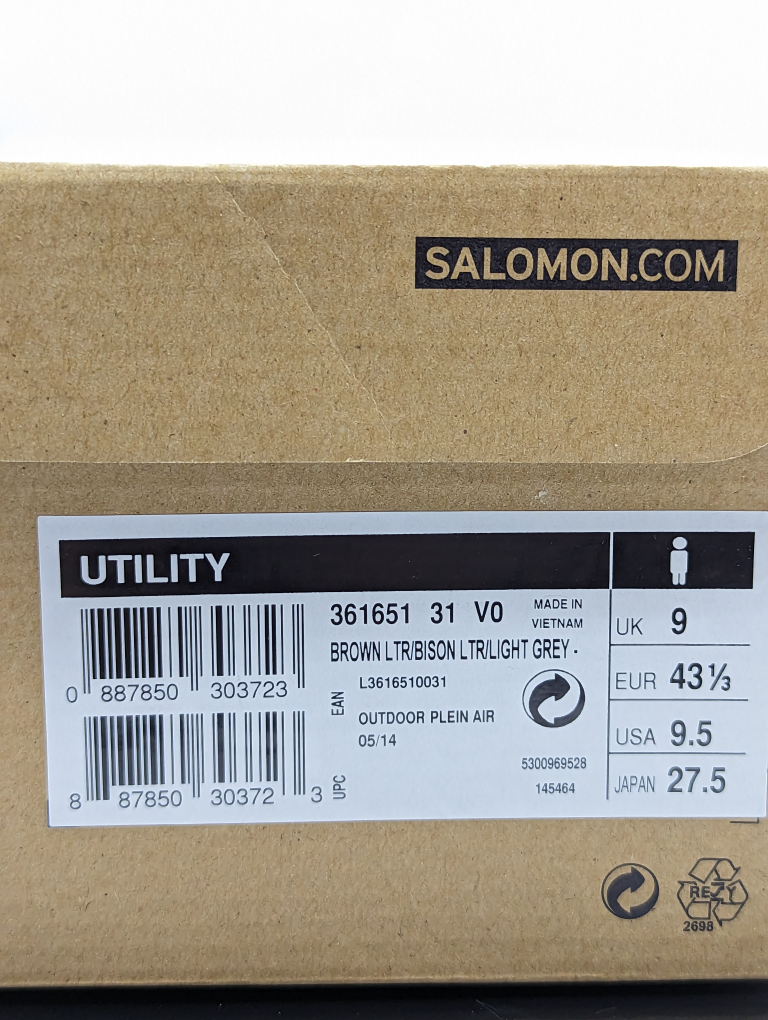 SALOMON.COM
UTILITY
361651 31 V0
MADE IN
VIETNAM
BROWN LTR/BISON LTR/LIGHT GREY -
0 887850 303723
EAN
L3616510031
OUTDOOR PLEIN AIR
05/14
8 87850 30372 3
UPC
5300969528
145464
UK 9
EUR 43⅓
USA 9.5
JAPAN 27.5
RESY
2698